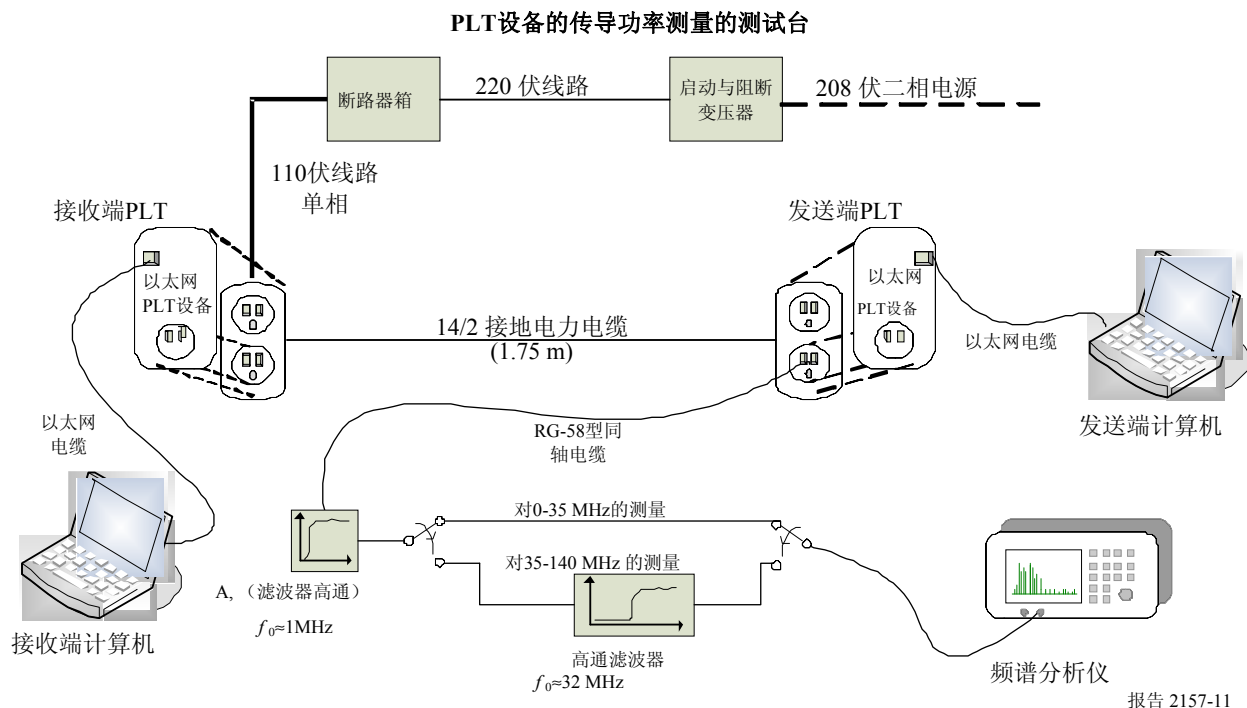 PLT设备的传导功率测量的测试台
断路器箱
220 伏线路
启动与阻断
变压器
208 伏二相电源
110伏线路
单相
接收端PLT
发送端PLT
以太网
PLT设备
以太网
PLT设备
14/2 接地电力电缆
(1.75 m)
以太网电缆
以太网
电缆
RG-58型同
轴电缆
发送端计算机
对0-35 MHz的测量
对35-140 MHz 的测量
A, （滤波器高通）
f0≈1MHz
接收端计算机
高通滤波器
f0≈32 MHz
频谱分析仪
报告 2157-11